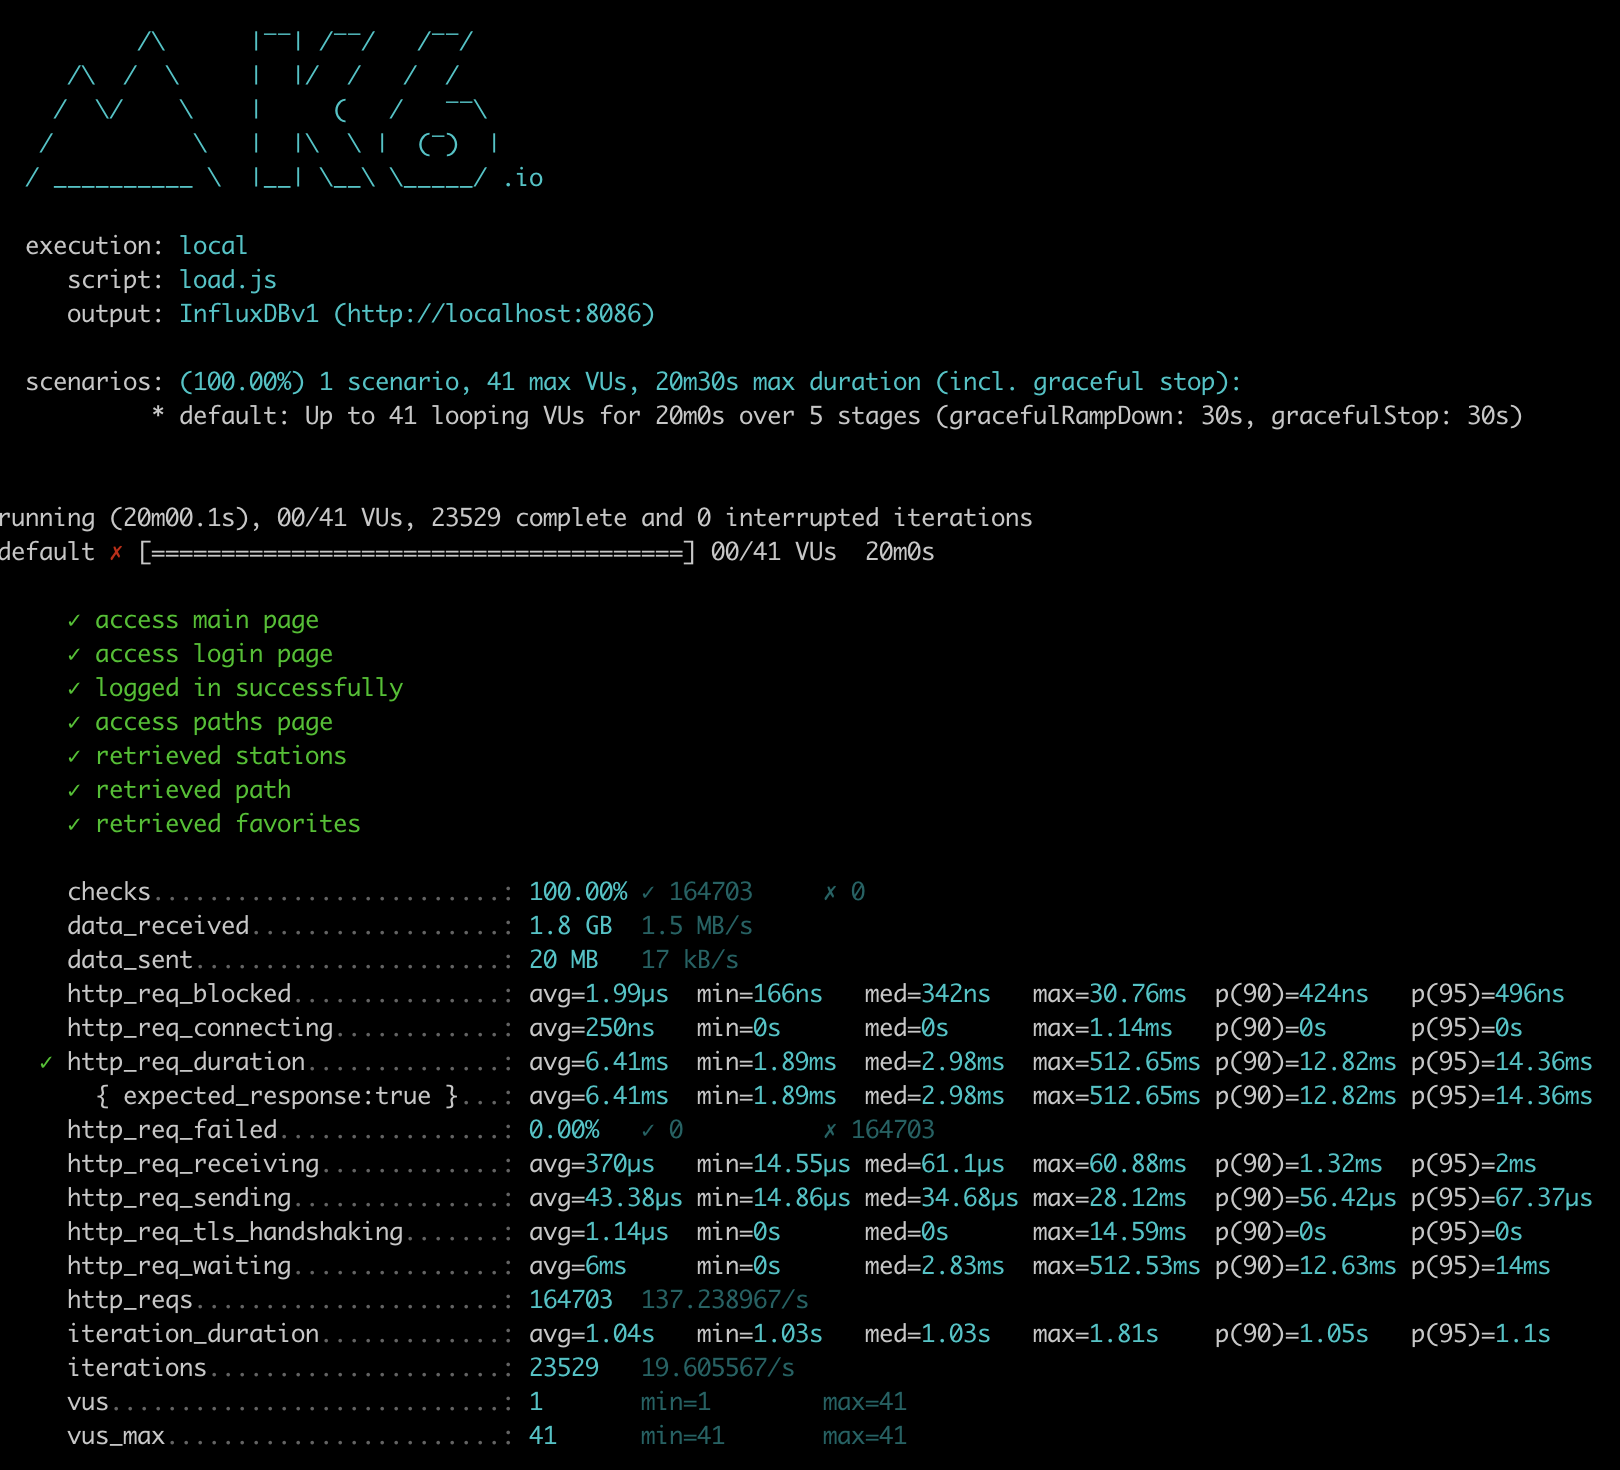 /\      |‾‾| /‾‾/   /‾‾/
     /\  /  \     |  |/  /   /  /
    /  \/    \    |     (   /   ‾‾\
   /          \   |  |\  \ |  (‾)  |
  / __________ \  |__| \__\ \_____/ .io
execution: local
script: load.js
output: InfluxDBv1 (http://localhost:8086)
scenarios: (100.00%) 1 scenario, 41 max VUs, 20m30s max duration (incl. graceful stop):
* default: Up to 41 looping VUs for 20m0s over 5 stages (gracefulRampDown: 30s, gracefulStop: 30s)
running (20m00.1s), 00/41 VUs, 23529 complete and 0 interrupted iterations
default ✗ [======================================] 00/41 VUs  20m0s
✓ access main page
✓ access login page
✓ logged in successfully
✓ access paths page
✓ retrieved stations
✓ retrieved path
✓ retrieved favorites
checks.........................: 100.00% ✓ 164703     ✗ 0
data_received..................: 1.8 GB  1.5 MB/s
data_sent......................: 20 MB   17 kB/s
http_req_blocked...............: avg=1.99µs  min=166ns   med=342ns   max=30.76ms  p(90)=424ns   p(95)=496ns
http_req_connecting............: avg=250ns   min=0s      med=0s      max=1.14ms   p(90)=0s      p(95)=0s
✓ http_req_duration..............: avg=6.41ms  min=1.89ms  med=2.98ms  max=512.65ms p(90)=12.82ms p(95)=14.36ms
{ expected_response:true }...: avg=6.41ms  min=1.89ms  med=2.98ms  max=512.65ms p(90)=12.82ms p(95)=14.36ms
http_req_failed................: 0.00%   ✓ 0          ✗ 164703
http_req_receiving.............: avg=370µs   min=14.55µs med=61.1µs  max=60.88ms  p(90)=1.32ms  p(95)=2ms
http_req_sending...............: avg=43.38µs min=14.86µs med=34.68µs max=28.12ms  p(90)=56.42µs p(95)=67.37µs
http_req_tls_handshaking.......: avg=1.14µs  min=0s      med=0s      max=14.59ms  p(90)=0s      p(95)=0s
http_req_waiting...............: avg=6ms     min=0s      med=2.83ms  max=512.53ms p(90)=12.63ms p(95)=14ms
http_reqs......................: 164703  137.238967/s
iteration_duration.............: avg=1.04s   min=1.03s   med=1.03s   max=1.81s    p(90)=1.05s   p(95)=1.1s
iterations.....................: 23529   19.605567/s
vus............................: 1       min=1        max=41
vus_max........................: 41      min=41       max=41